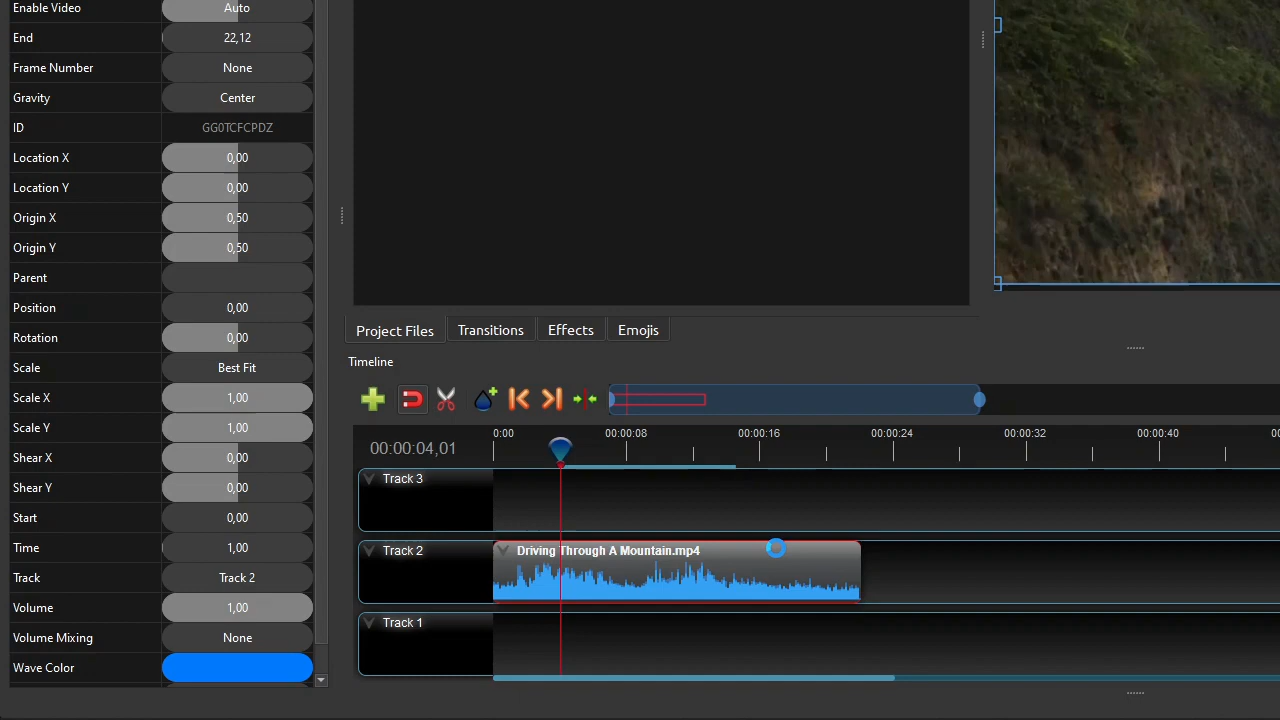 Enable Video Auto
End 22,12
Frame Number None
Gravity Center
ID GG0TCFCPDZ
Location X 0,00
Location Y 0,00
Origin X 0,50
Origin Y 0,50
Parent
Position 0,00
Rotation 0,00
Scale Best Fit
Scale X 1,00
Scale Y 1,00
Shear X 0,00
Shear Y 0,00
Start 0,00
Time 1,00
Track Track 2
Volume 1,00
Volume Mixing None
Wave Color
Project Files Transitions Effects Emojis
Timeline
0:00 00:00:08 00:00:16 00:00:24 00:00:32 00:00:40
00:00:04,01
Track 3
Track 2 Driving Through A Mountain.mp4
Track 1